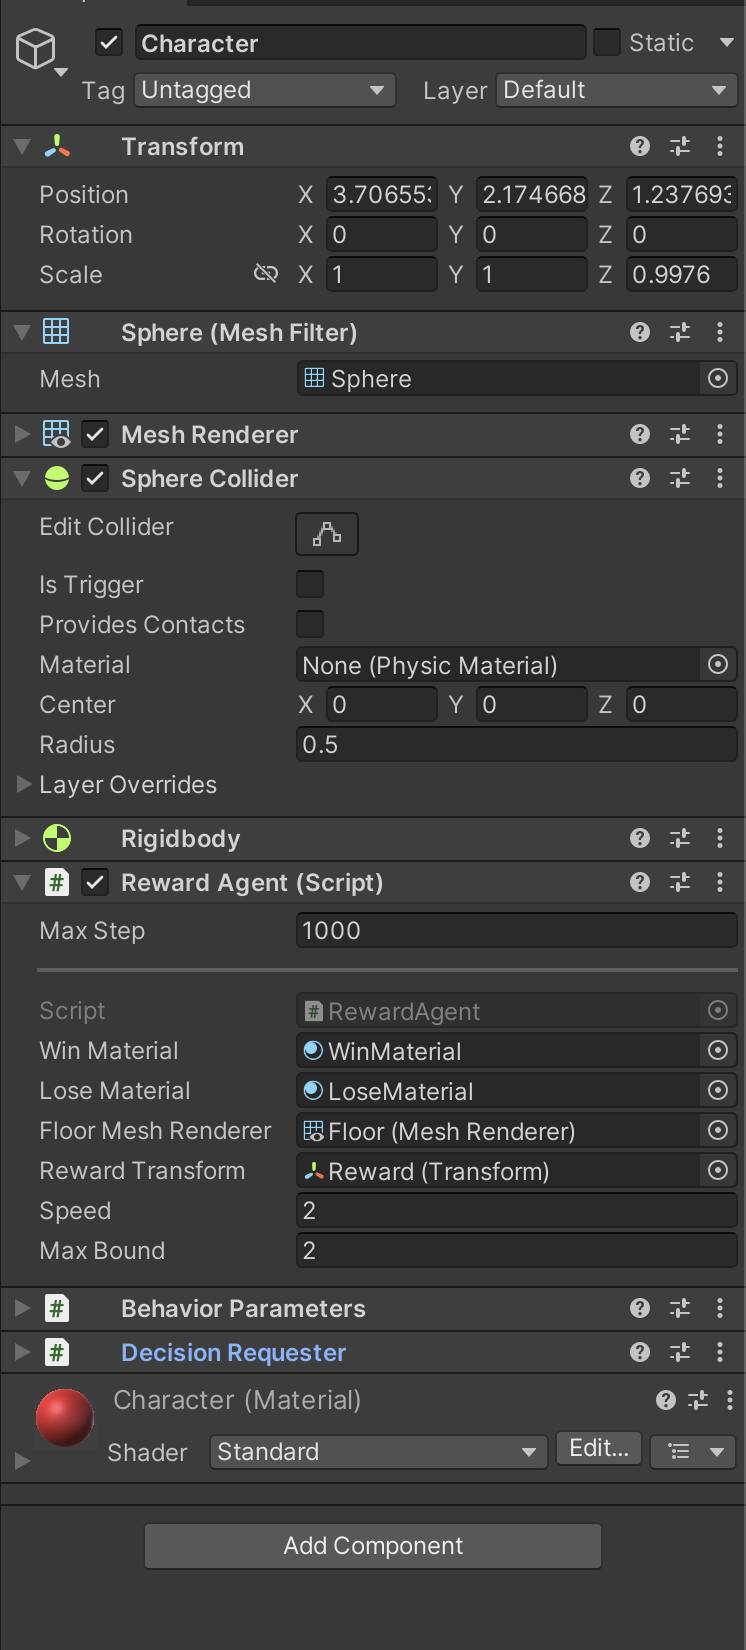 Character
Static
Tag Untagged Layer Default
Transform
Position X 3.706553 Y 2.174668 Z 1.237693
Rotation X 0 Y 0 Z 0
Scale X 1 Y 1 Z 0.9976
Sphere (Mesh Filter)
Mesh Sphere
Mesh Renderer
Sphere Collider
Edit Collider
Is Trigger
Provides Contacts
Material None (Physic Material)
Center X 0 Y 0 Z 0
Radius 0.5
Layer Overrides
Rigidbody
# Reward Agent (Script)
Max Step 1000
Script # RewardAgent
Win Material WinMaterial
Lose Material LoseMaterial
Floor Mesh Renderer Floor (Mesh Renderer)
Reward Transform Reward (Transform)
Speed 2
Max Bound 2
# Behavior Parameters
# Decision Requester
Character (Material)
Shader Standard Edit...
Add Component